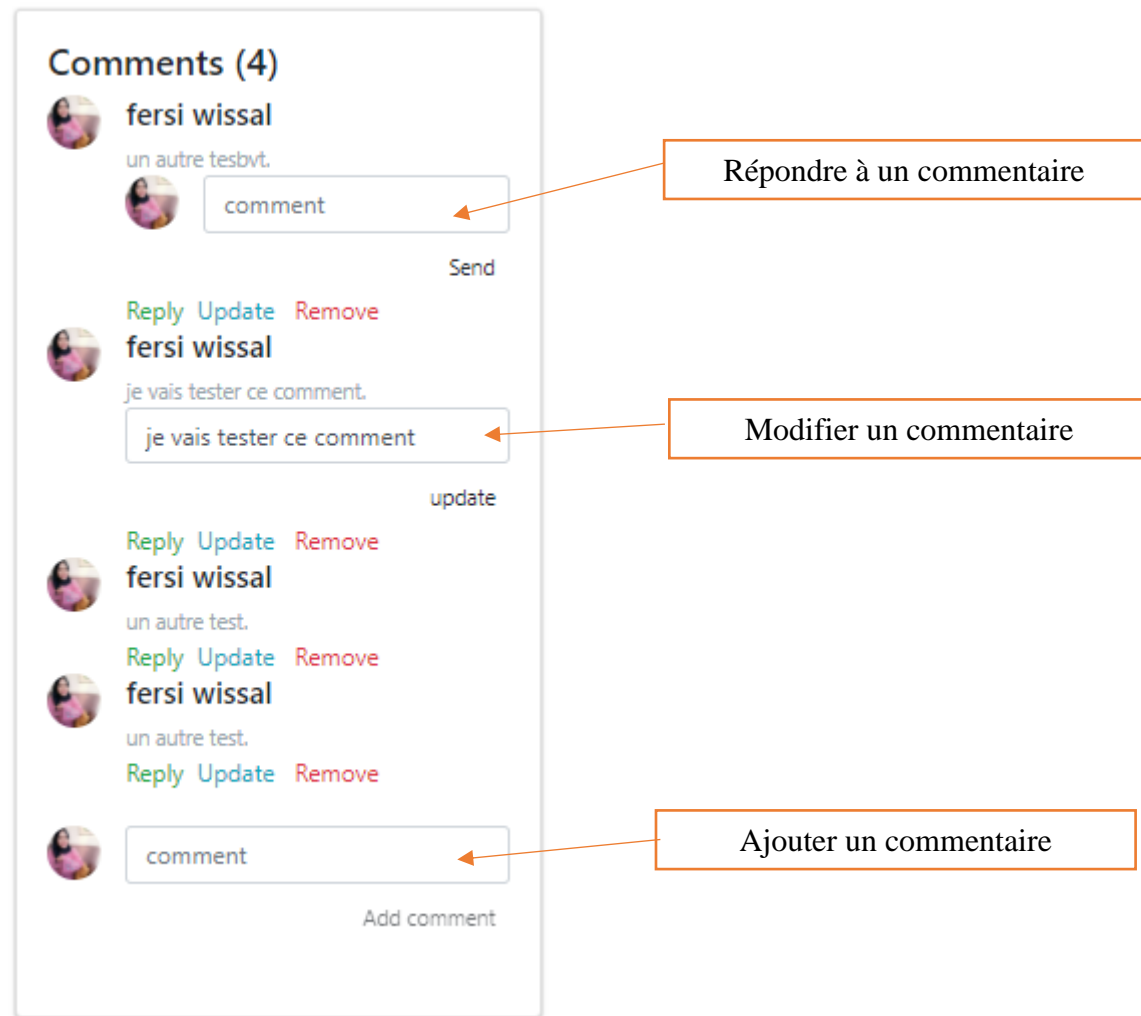 Comments (4)
fersi wissal
un autre tesbvt.
Répondre à un commentaire
comment
Send
Reply Update Remove
fersi wissal
je vais tester ce comment.
je vais tester ce comment
Modifier un commentaire
update
Reply Update Remove
fersi wissal
un autre test.
Reply Update Remove
fersi wissal
un autre test.
Reply Update Remove
comment
Ajouter un commentaire
Add comment